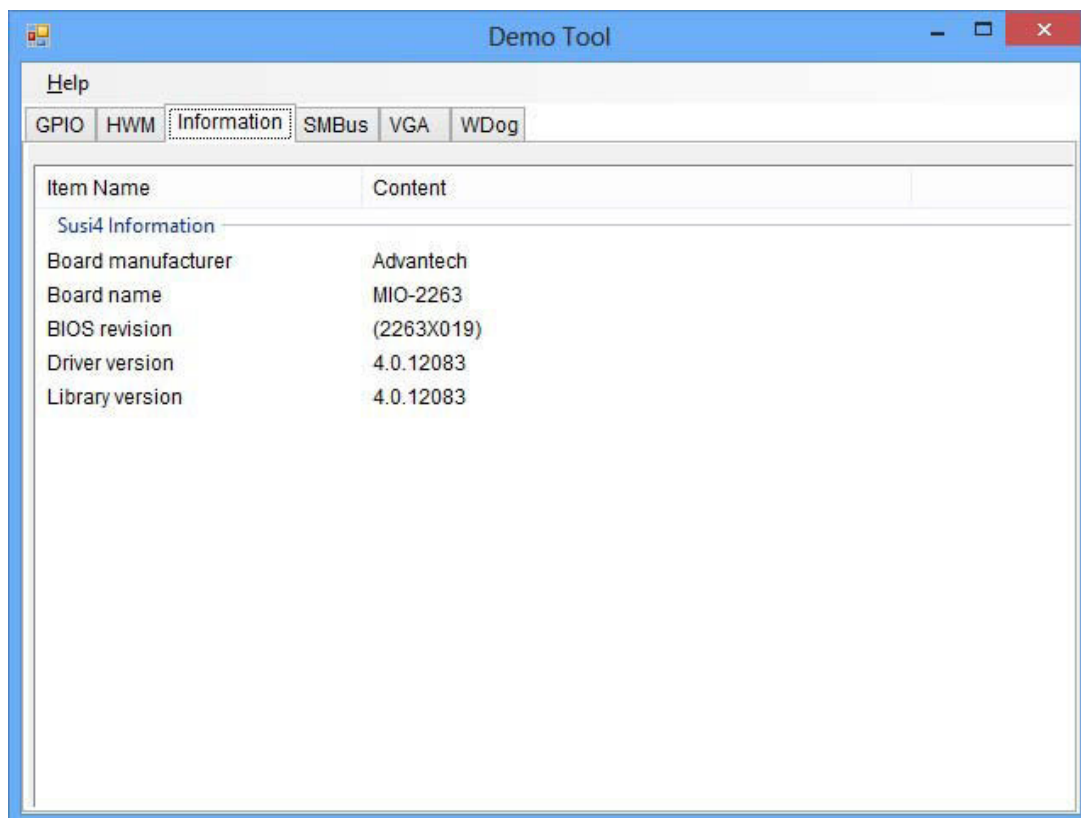 Demo Tool
Help
GPIO HWM Information SMBus VGA WDog
Item Name Content
Susi4 Information
Board manufacturer Advantech
Board name MIO-2263
BIOS revision (2263X019)
Driver version 4.0.12083
Library version 4.0.12083